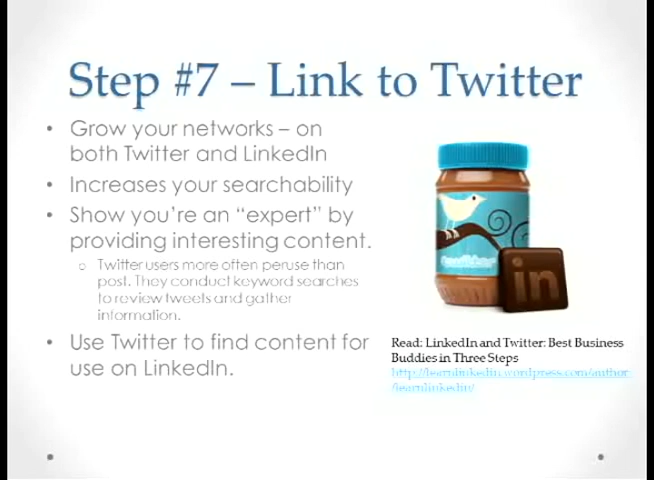 Step #7 – Link to Twitter
• Grow your networks – on
both Twitter and LinkedIn
• Increases your searchability
• Show you're an “expert” by
providing interesting content.
o Twitter users more often peruse than
post. They conduct keyword searches
to review tweets and gather
information.
• Use Twitter to find content for
use on LinkedIn.
twitter
in
Read: LinkedIn and Twitter: Best Business
Buddies in Three Steps
http://learnlinkedin.wordpress.com/author
/learnlinkedin/